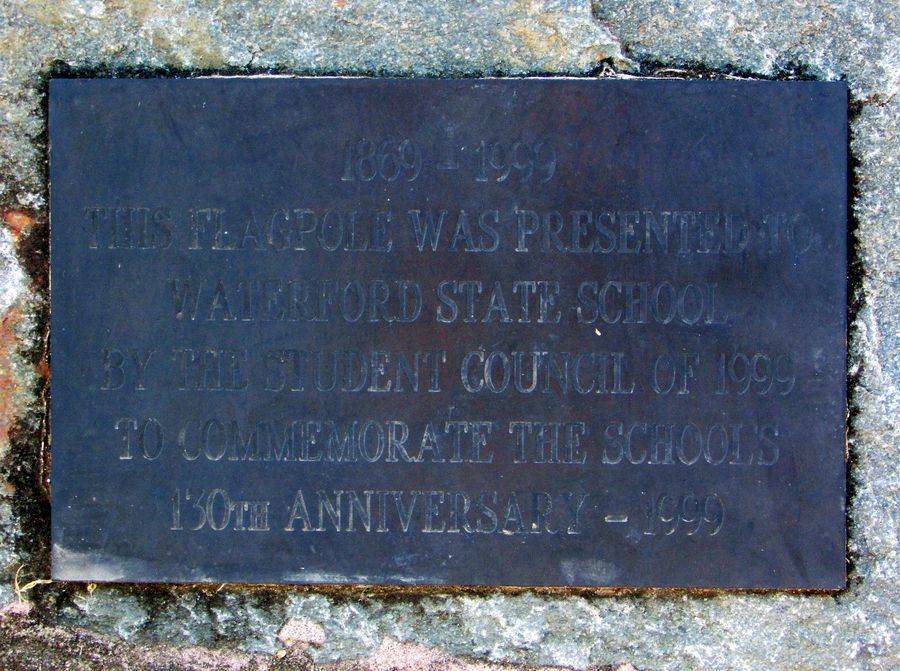 1869 - 1999
THIS FLAGPOLE WAS PRESENTED TO
WATERFORD STATE SCHOOL
BY THE STUDENT COUNCIL OF 1999
TO COMMEMORATE THE SCHOOL'S
130TH ANNIVERSARY - 1999